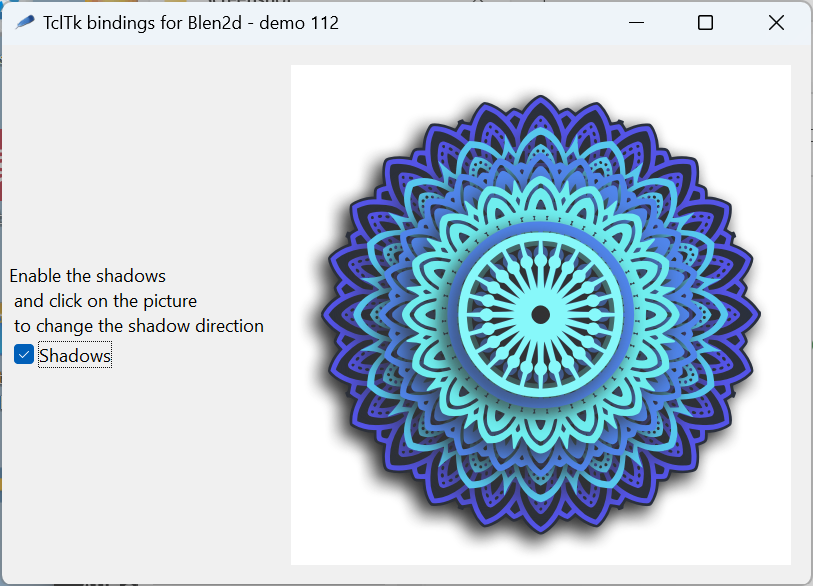 TclTk bindings for Blen2d - demo 112
Enable the shadows
and click on the picture
to change the shadow direction
Shadows